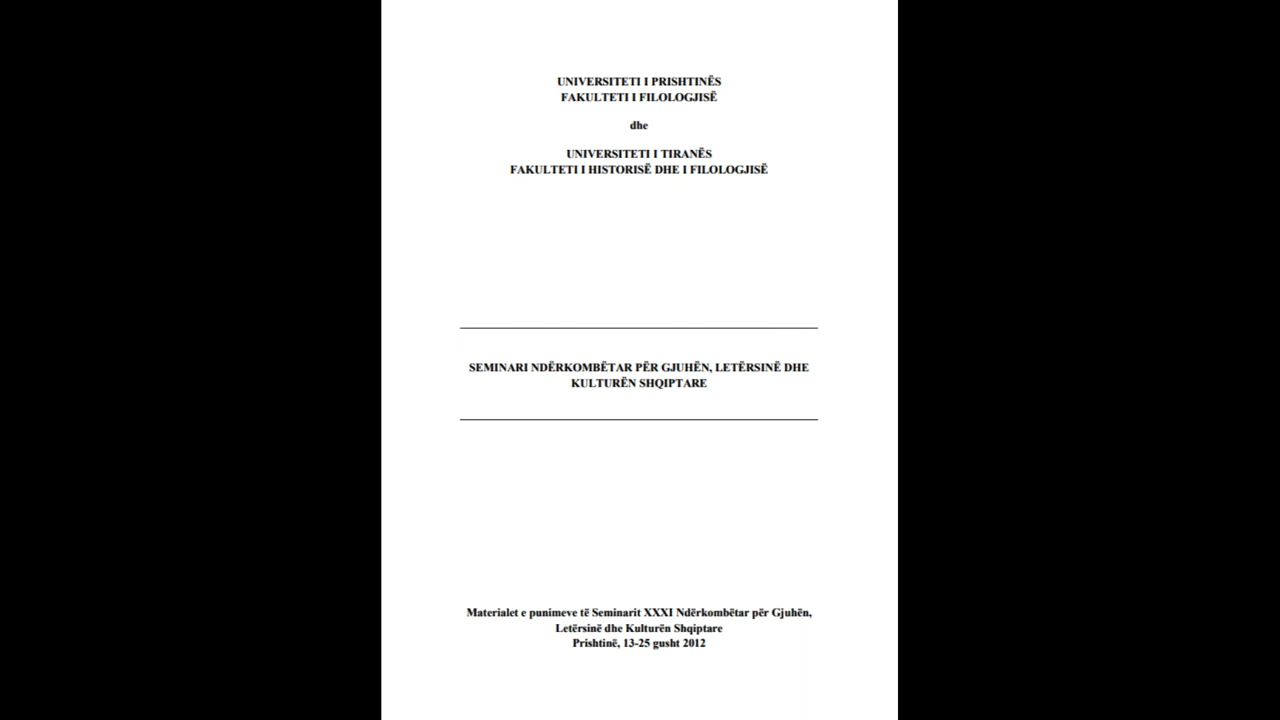 UNIVERSITETI I PRISHTINËS
FAKULTETI I FILOLOGJISË
dhe
UNIVERSITETI I TIRANËS
FAKULTETI I HISTORISË DHE I FILOLOGJISË
SEMINARI NDËRKOMBËTAR PËR GJUHËN, LETËRSINË DHE
KULTURËN SHQIPTARE
Materialet e punimeve të Seminarit XXXI Ndërkombëtar për Gjuhën,
Letërsinë dhe Kulturën Shqiptare
Prishtinë, 13-25 gusht 2012